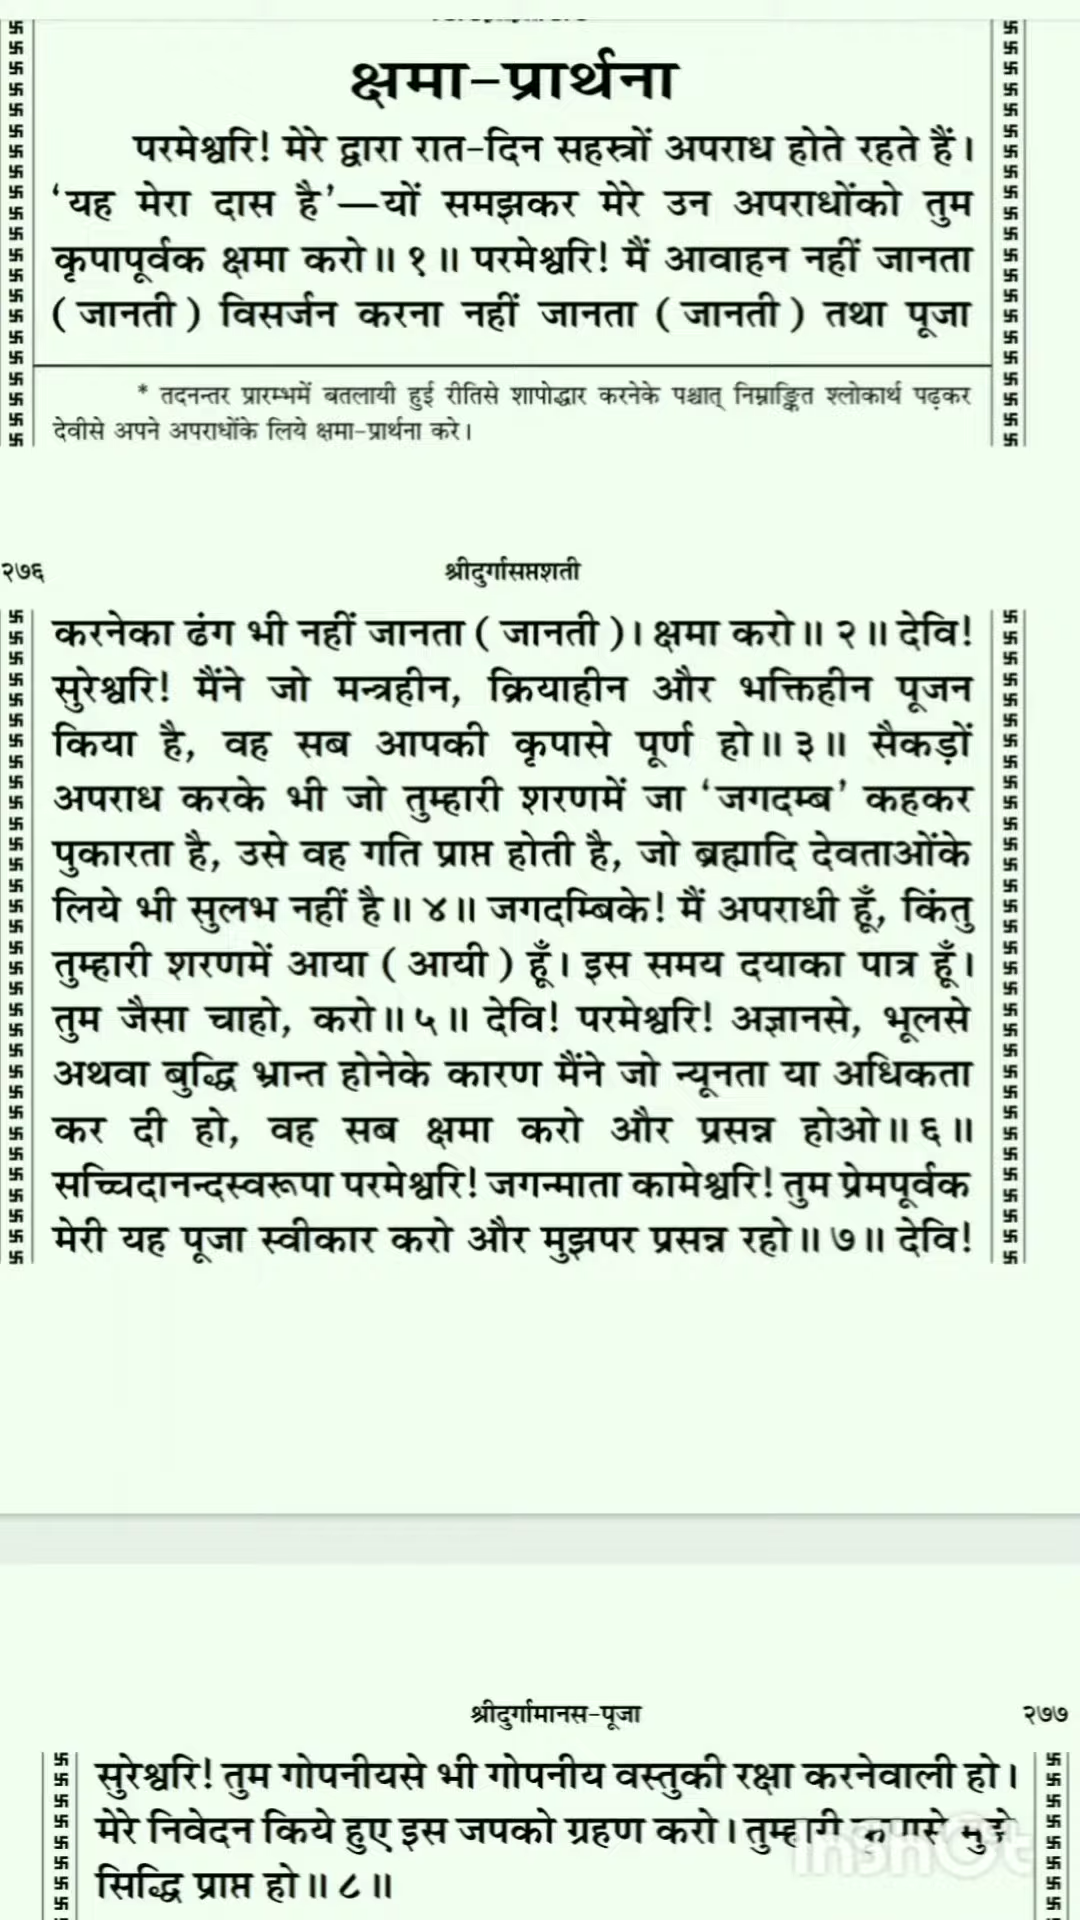 क्षमा-प्रार्थना
परमेश्वरि! मेरे द्वारा रात-दिन सहस्त्रों अपराध होते रहते हैं।
‘यह मेरा दास है’—यों समझकर मेरे उन अपराधोंको तुम
कृपापूर्वक क्षमा करो॥ १॥ परमेश्वरि! मैं आवाहन नहीं जानता
( जानती ) विसर्जन करना नहीं जानता ( जानती ) तथा पूजा
* तदनन्तर प्रारम्भमें बतलायी हुई रीतिसे शापोद्धार करनेके पश्चात् निम्नाङ्कित श्लोकार्थ पढ़कर
देवीसे अपने अपराधोंके लिये क्षमा-प्रार्थना करे।
२७६ श्रीदुर्गासप्तशती
करनेका ढंग भी नहीं जानता ( जानती )। क्षमा करो॥ २॥ देवि!
सुरेश्वरि! मैंने जो मन्त्रहीन, क्रियाहीन और भक्तिहीन पूजन
किया है, वह सब आपकी कृपासे पूर्ण हो॥ ३॥ सैकड़ों
अपराध करके भी जो तुम्हारी शरणमें जा ‘जगदम्ब’ कहकर
पुकारता है, उसे वह गति प्राप्त होती है, जो ब्रह्मादि देवताओंके
लिये भी सुलभ नहीं है॥ ४॥ जगदम्बिके! मैं अपराधी हूँ, किंतु
तुम्हारी शरणमें आया ( आयी ) हूँ। इस समय दयाका पात्र हूँ।
तुम जैसा चाहो, करो॥ ५॥ देवि! परमेश्वरि! अज्ञानसे, भूलसे
अथवा बुद्धि भ्रान्त होनेके कारण मैंने जो न्यूनता या अधिकता
कर दी हो, वह सब क्षमा करो और प्रसन्न होओ॥ ६॥
सच्चिदानन्दस्वरूपा परमेश्वरि! जगन्माता कामेश्वरि! तुम प्रेमपूर्वक
मेरी यह पूजा स्वीकार करो और मुझपर प्रसन्न रहो॥ ७॥ देवि!
श्रीदुर्गामानस-पूजा २७७
सुरेश्वरि! तुम गोपनीयसे भी गोपनीय वस्तुकी रक्षा करनेवाली हो।
मेरे निवेदन किये हुए इस जपको ग्रहण करो। तुम्हारी कृपासे मुझे
सिद्धि प्राप्त हो॥ ८॥
InShOt